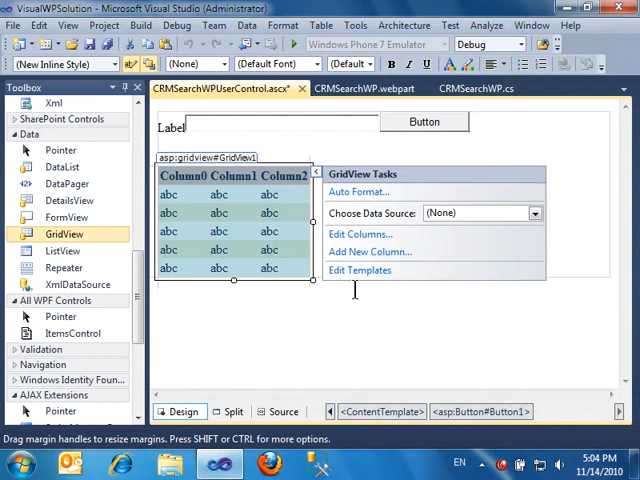 VisualWPSolution - Microsoft Visual Studio (Administrator)
File Edit View Project Build Debug Team Data Format Tools Architecture Test Analyze Window Help
Windows Phone 7 Emulator Debug
(New Inline Style) (None) (Default Font) (Default B I U
Toolbox
CRMSearchWPUserControl.ascx* CRMSearchWP.webpart CRMSearchWP.cs
Xml
SharePoint Controls
Data
Pointer
DataList
DataPager
DetailsView
FormView
GridView
ListView
Repeater
XmlDataSource
All WPF Controls
Pointer
ItemsControl
Validation
Navigation
Windows Identity Foun
AJAX Extensions
Pointer
Label
Button
asp:gridview#GridView1
Column0 Column1 Column2
abc abc abc
abc abc abc
abc abc abc
abc abc abc
abc abc abc
GridView Tasks
Auto Format...
Choose Data Source: (None)
Edit Columns...
Add New Column...
Edit Templates
Design Split Source <ContentTemplate> <asp:Button#Button1>
Drag margin handles to resize margins. Press SHIFT or CTRL for more options.
EN
5:04 PM
11/14/2010